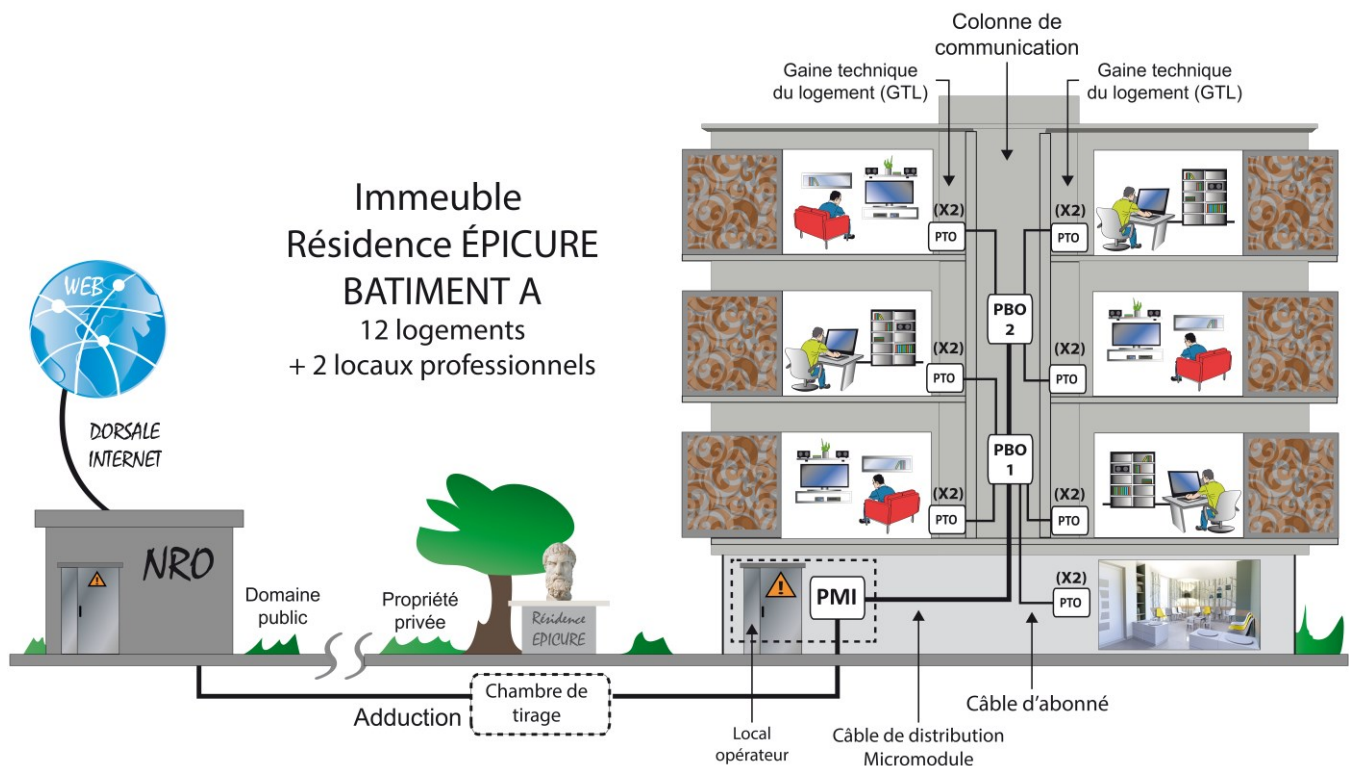 Colonne de
communication
Gaine technique
du logement (GTL)
Gaine technique
du logement (GTL)
Immeuble
Résidence ÉPICURE
BATIMENT A
12 logements
+ 2 locaux professionnels
(X2)
PTO
(X2)
PTO
WEB
PBO
2
(X2)
PTO
(X2)
PTO
DORSALE
INTERNET
PBO
1
(X2)
PTO
(X2)
PTO
NRO
Domaine
public
Propriété
privée
Résidence
EPICURE
PMI
(X2)
PTO
Adduction
Chambre de
tirage
Local
opérateur
Câble de distribution
Micromodule
Câble d'abonné